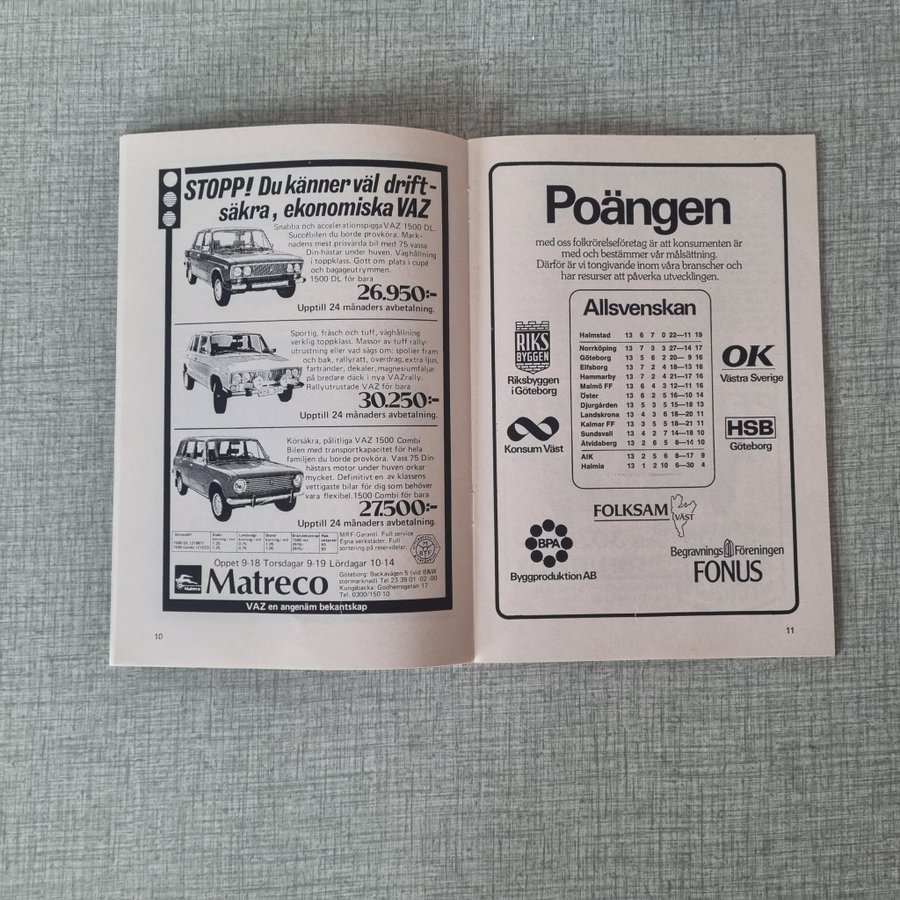 STOPP! Du känner väl drift-
säkra, ekonomiska VAZ
Snabba och accelerationspigga VAZ 1500 DL.
Succébilen du borde provköra. Mark-
nadens mest prisvärda bil med 75 vassa
Din-hästar under huven. Väghållning
i toppklass. Gott om plats i cupé
och bagageutrymmen.
1500 DL för bara
26.950:-
Upptill 24 månaders avbetalning.
Sportig, fräsch och tuff, väghållning
verklig toppklass. Massor av tuff rally-
utrustning eller vad sägs om: spoiler fram
och bak, rallyratt, överdrag, extra ljus,
fartränder, dekaler, magnesiumfäljar
på bredare däck i nya VAZrally.
Rallyutrustade VAZ för bara
30.250:-
Upptill 24 månaders avbetalning.
Körsäkra, pålitliga VAZ 1500 Combi
Bilen med transportkapacitet för hela
familjen du borde provköra. Vass 75 Din-
hästars motor under huven orkar
mycket. Definitivt en av klassens
vettigaste bilar för dig som behöver
vara flexibel. 1500 Combi för bara
27.500:-
Upptill 24 månaders avbetalning.
1500 DL (21061)
1500 Combi (21023)
MRF Garanti. Full service
Egna verkstäder. Full
sortering på reservdelar.
MRF
Oppet 9-18 Torsdagar 9-19 Lördagar 10-14
Matreco
Matreco
Göteborg: Backavägen 5 (vid B&W
stormarknad) Tel 23 39 01 -02 -00
Kungsbacka: Godhemsgatan 17
Tel. 0300/150 10
VAZ en angenäm bekantskap
10
Poängen
med oss folkrörelseföretag är att konsumenten är
med och bestämmer vår målsättning.
Därför är vi tongivande inom våra branscher och
har resurser att påverka utvecklingen.
Allsvenskan
Halmstad 13 6 7 0 22—11 19
Norrköping 13 7 3 3 27—14 17
Göteborg 13 5 6 2 20— 9 16
Elfsborg 13 7 2 4 18—13 16
Hammarby 13 7 2 4 21—17 16
Malmö FF 13 6 4 3 12—11 16
Öster 13 6 2 5 16—10 14
Djurgården 13 5 3 5 15—18 13
Landskrona 13 4 3 6 18—20 11
Kalmar FF 13 5 3 5 18—21 11
Sundsvall 13 4 2 7 14—18 10
Åtvidaberg 13 2 6 5 8—14 10
AIK 13 2 5 6 8—17 9
Halmia 13 1 2 10 6—30 4
RIKS
BYGGEN
Riksbyggen
i Göteborg
Konsum Väst
OK
Västra Sverige
HSB
Göteborg
FOLKSAM
VÄST
BPA
Byggproduktion AB
Begravnings Föreningen
FONUS
11